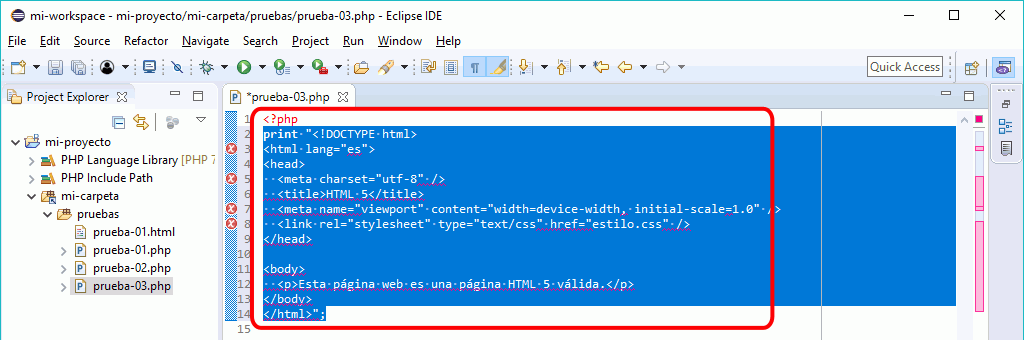 mi-workspace - mi-proyecto/mi-carpeta/pruebas/prueba-03.php - Eclipse IDE
File Edit Source Refactor Navigate Search Project Run Window Help
Quick Access
Project Explorer
mi-proyecto
PHP Language Library [PHP 7
PHP Include Path
mi-carpeta
pruebas
prueba-01.html
prueba-01.php
prueba-02.php
prueba-03.php
*prueba-03.php
1 <?php
2 print·"<!DOCTYPE·html>
3 <html·lang="es">
4 <head>
5 ··<meta·charset="utf-8"·/>
6 ··<title>HTML·5</title>
7 ··<meta·name="viewport"·content="width=device-width,·initial-scale=1.0"·/>
8 ··<link·rel="stylesheet"·type="text/css"·href="estilo.css"·/>
9 </head>
10
11 <body>
12 ··<p>Esta·página·web·es·una·página·HTML·5·válida.</p>
13 </body>
14 </html>";
15